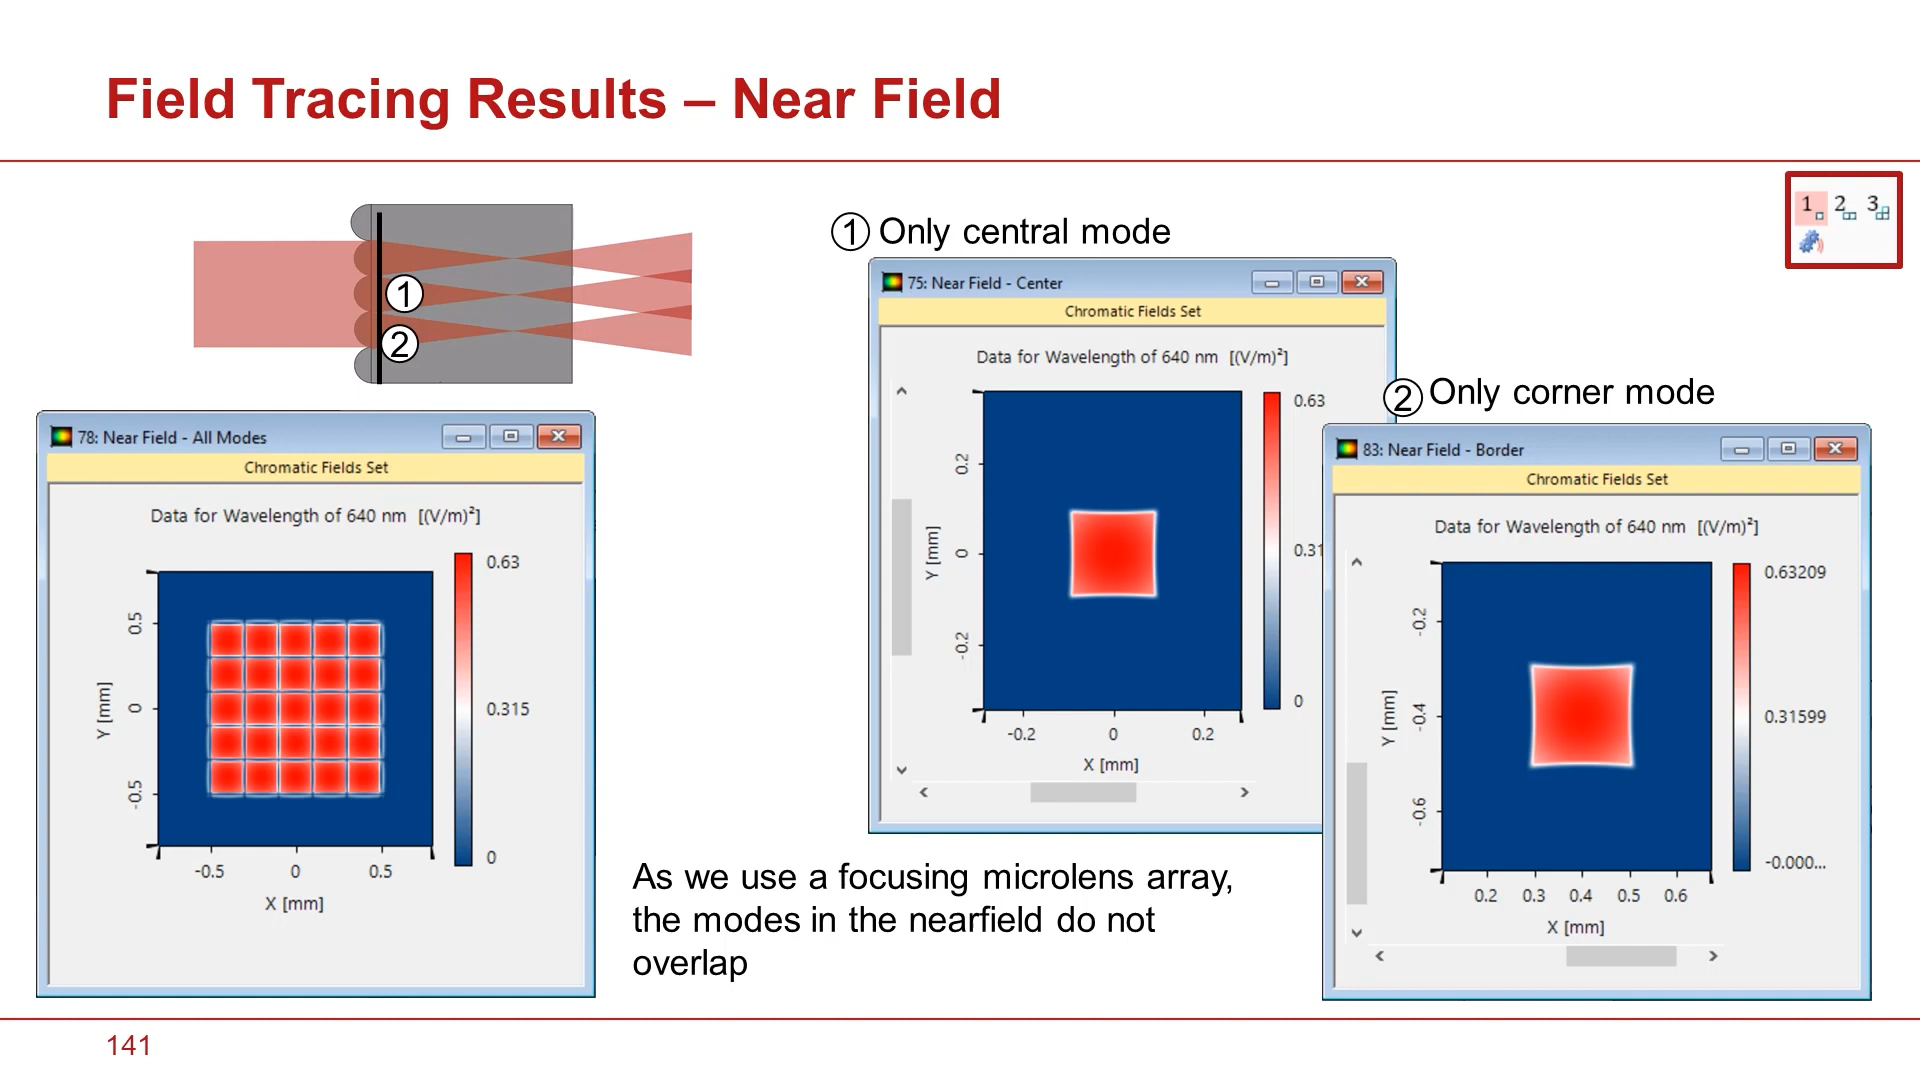 Field Tracing Results – Near Field
1 2 3
① Only central mode
1
2
75: Near Field - Center
Chromatic Fields Set
Data for Wavelength of 640 nm [(V/m)²]
0.63
0.31
0
0.2
0
-0.2
Y [mm]
-0.2 0 0.2
X [mm]
② Only corner mode
83: Near Field - Border
Chromatic Fields Set
Data for Wavelength of 640 nm [(V/m)²]
0.63209
0.31599
-0.000...
-0.2
-0.4
-0.6
Y [mm]
0.2 0.3 0.4 0.5 0.6
X [mm]
78: Near Field - All Modes
Chromatic Fields Set
Data for Wavelength of 640 nm [(V/m)²]
0.63
0.315
0
0.5
0
-0.5
Y [mm]
-0.5 0 0.5
X [mm]
As we use a focusing microlens array,
the modes in the nearfield do not
overlap
141